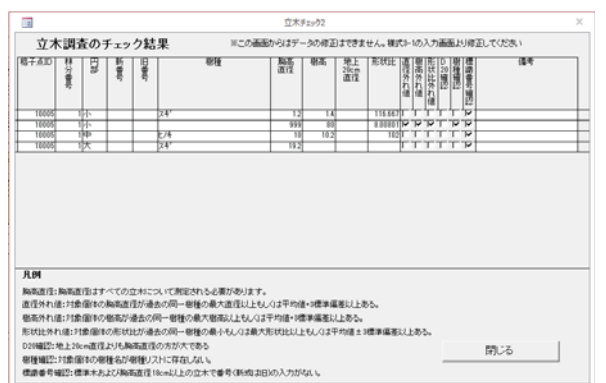 立木チェック2
立木調査のチェック結果 ※この画面からはデータの修正はできません。様式3-1の入力画面より修正してください
格子点ID 林分番号 円部 新番号 旧番号 樹種 胸高直径 樹高 地上20cm直径 形状比 直径外れ値 樹高外れ値 形状比外れ値 D20確認 樹種確認 標識番号確認 備考
10005 1 小 スギ 1.2 1.4 116.667
10005 1 小 999 80 0.08008
10005 1 中 ヒノキ 10 10.2 102
10005 1 大 スギ 19.2
凡例
胸高直径：胸高直径はすべての立木について測定される必要があります。
直径外れ値：対象個体の胸高直径が過去の同一樹種の最大直径以上もしくは平均値+3標準偏差以上ある。
樹高外れ値：対象個体の樹高が過去の同一樹種の最大樹高以上もしくは平均値+3標準偏差以上ある。
形状比外れ値：対象個体の形状比が過去の同一樹種の最小もしくは最大形状比以上もしくは平均値±3標準偏差以上ある。
D20確認：地上20cm直径よりも胸高直径の方が大である
樹種確認：対象個体の樹種名が樹種リストに存在しない。
標識番号確認：標準木および胸高直径18cm以上の立木で番号(新或は旧)の入力がない。
閉じる